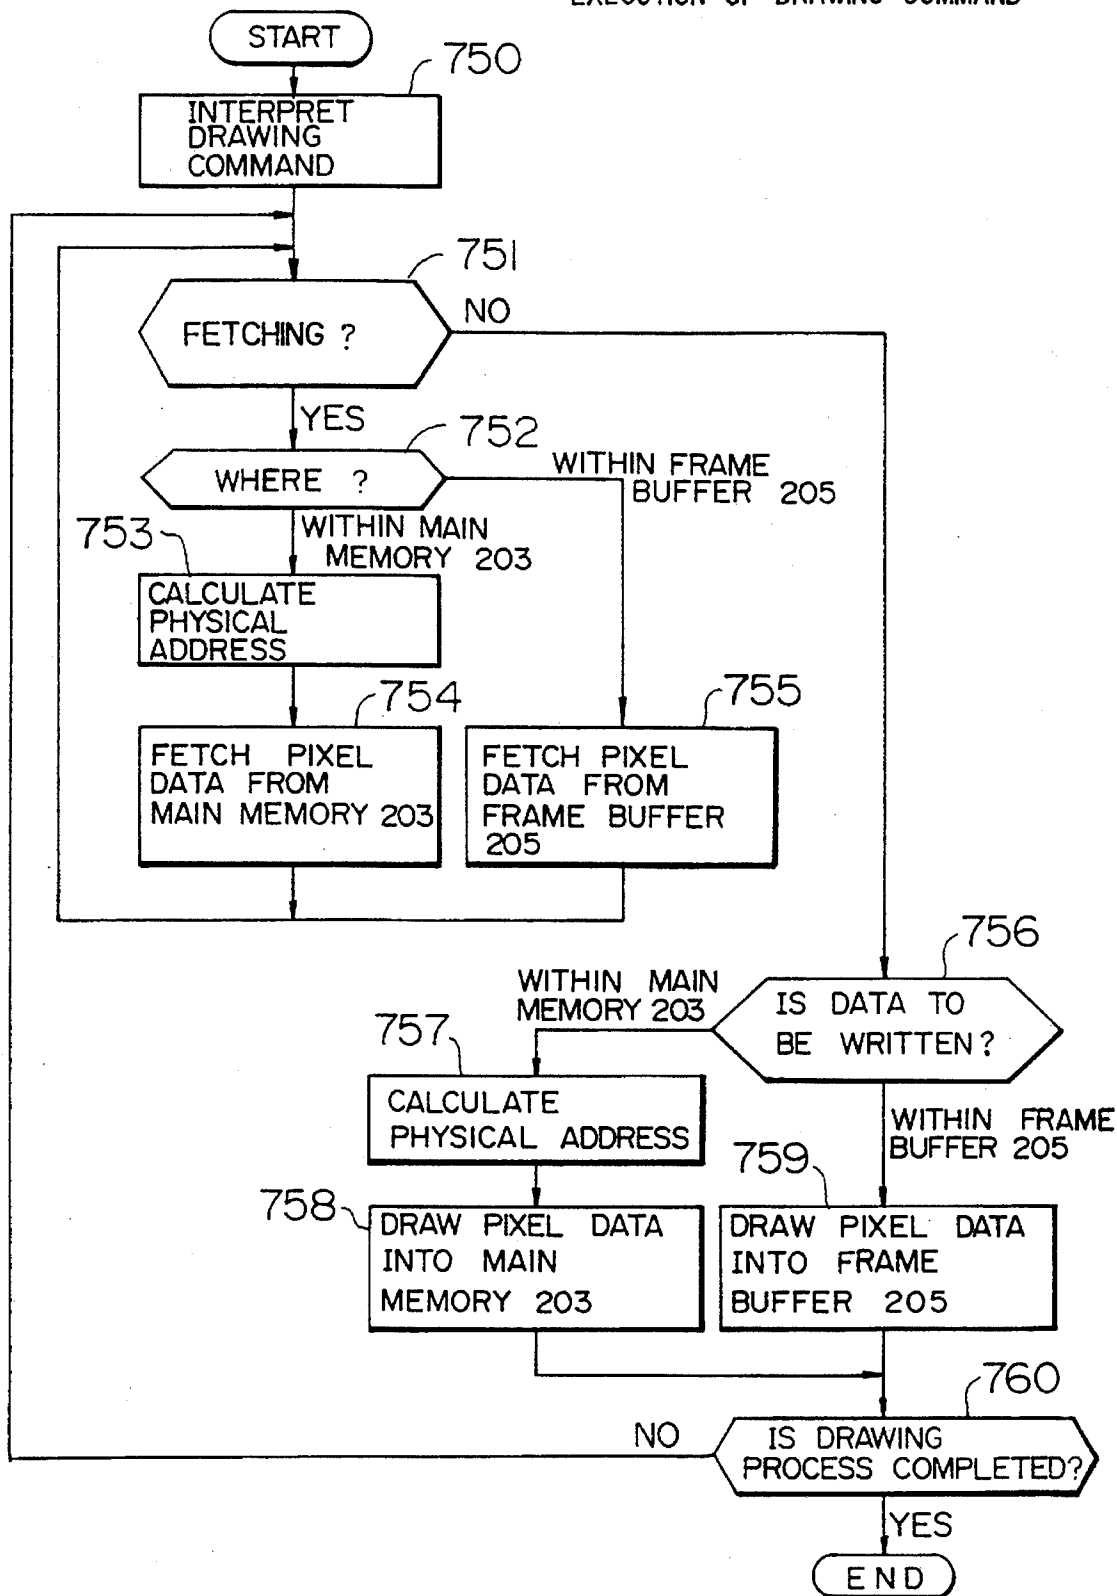 EXECUTION OF DRAWING COMMAND
START
750
INTERPRET
DRAWING
COMMAND
751
FETCHING ?
NO
YES
752
WHERE ?
WITHIN FRAME
BUFFER 205
WITHIN MAIN
MEMORY 203
753
CALCULATE
PHYSICAL
ADDRESS
754
FETCH PIXEL
DATA FROM
MAIN MEMORY 203
755
FETCH PIXEL
DATA FROM
FRAME BUFFER
205
756
IS DATA TO
BE WRITTEN?
WITHIN MAIN
MEMORY 203
757
CALCULATE
PHYSICAL ADDRESS
WITHIN FRAME
BUFFER 205
758
DRAW PIXEL DATA
INTO MAIN
MEMORY 203
759
DRAW PIXEL DATA
INTO FRAME
BUFFER 205
760
IS DRAWING
PROCESS COMPLETED?
NO
YES
END